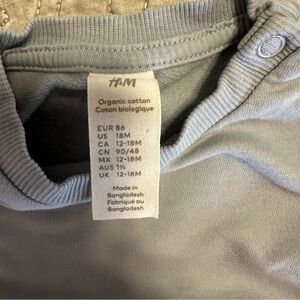 H&M
Organic cotton
Coton biologique
EUR 86
US 18M
CA 12-18M
CN 90/48
MX 12-18M
AUS 1½
UK 12-18M
Made in
Bangladesh
Fabriqué au
Bangladesh